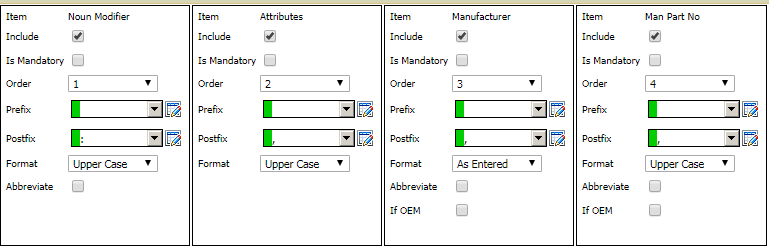 Item Noun Modifier
Include
Is Mandatory
Order 1
Prefix
Postfix :
Format Upper Case
Abbreviate
Item Attributes
Include
Is Mandatory
Order 2
Prefix
Postfix ,
Format Upper Case
Item Manufacturer
Include
Is Mandatory
Order 3
Prefix
Postfix ,
Format As Entered
Abbreviate
If OEM
Item Man Part No
Include
Is Mandatory
Order 4
Prefix
Postfix ,
Format Upper Case
Abbreviate
If OEM